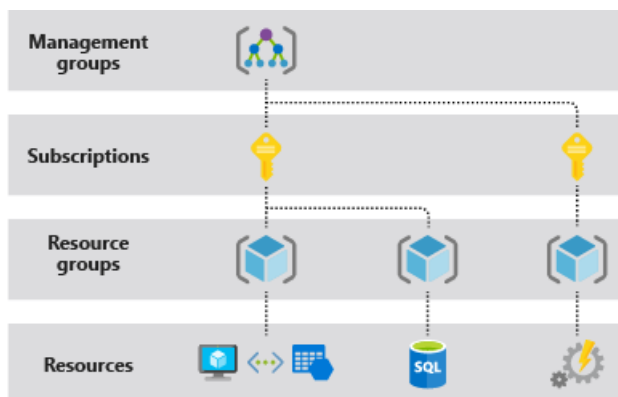 Management
groups
Subscriptions
Resource
groups
Resources
SQL